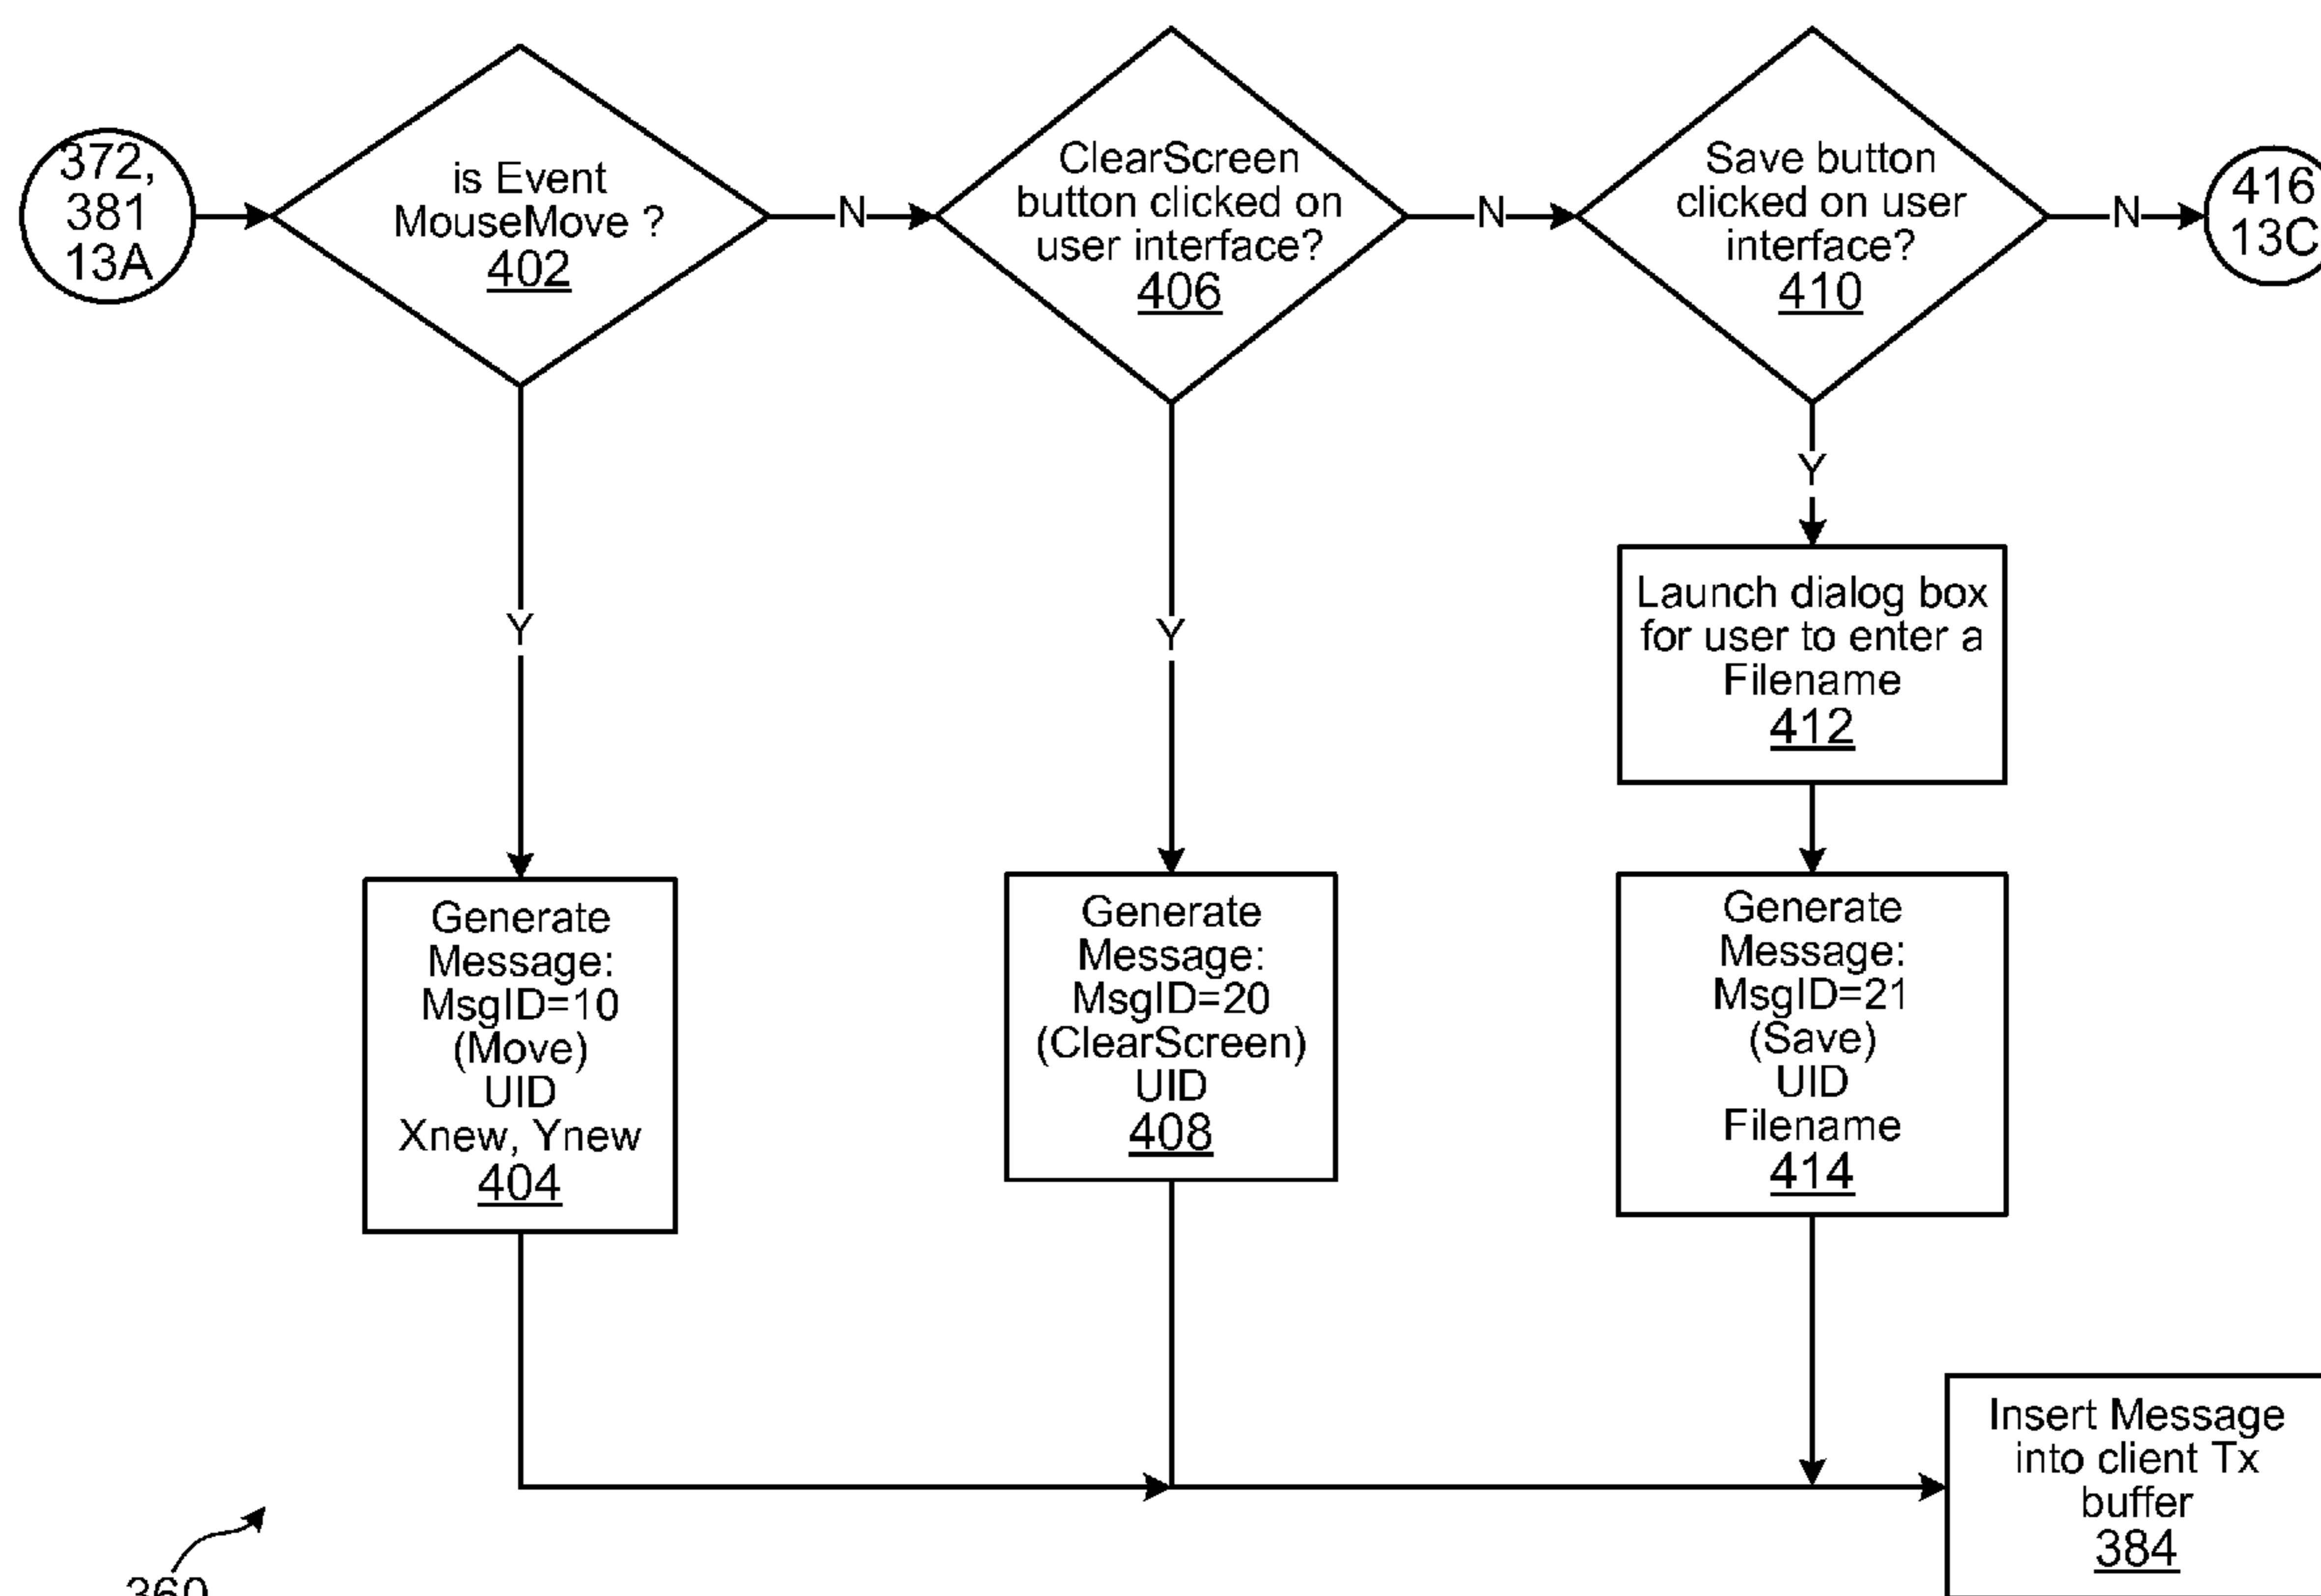 372,
381
13A
is Event
MouseMove ?
402
N
ClearScreen
button clicked on
user interface?
406
N
Save button
clicked on user
interface?
410
N
416
13C
Y
Y
Y
Launch dialog box
for user to enter a
Filename
412
Generate
Message:
MsgID=10
(Move)
UID
Xnew, Ynew
404
Generate
Message:
MsgID=20
(ClearScreen)
UID
408
Generate
Message:
MsgID=21
(Save)
UID
Filename
414
Insert Message
into client Tx
buffer
384
360